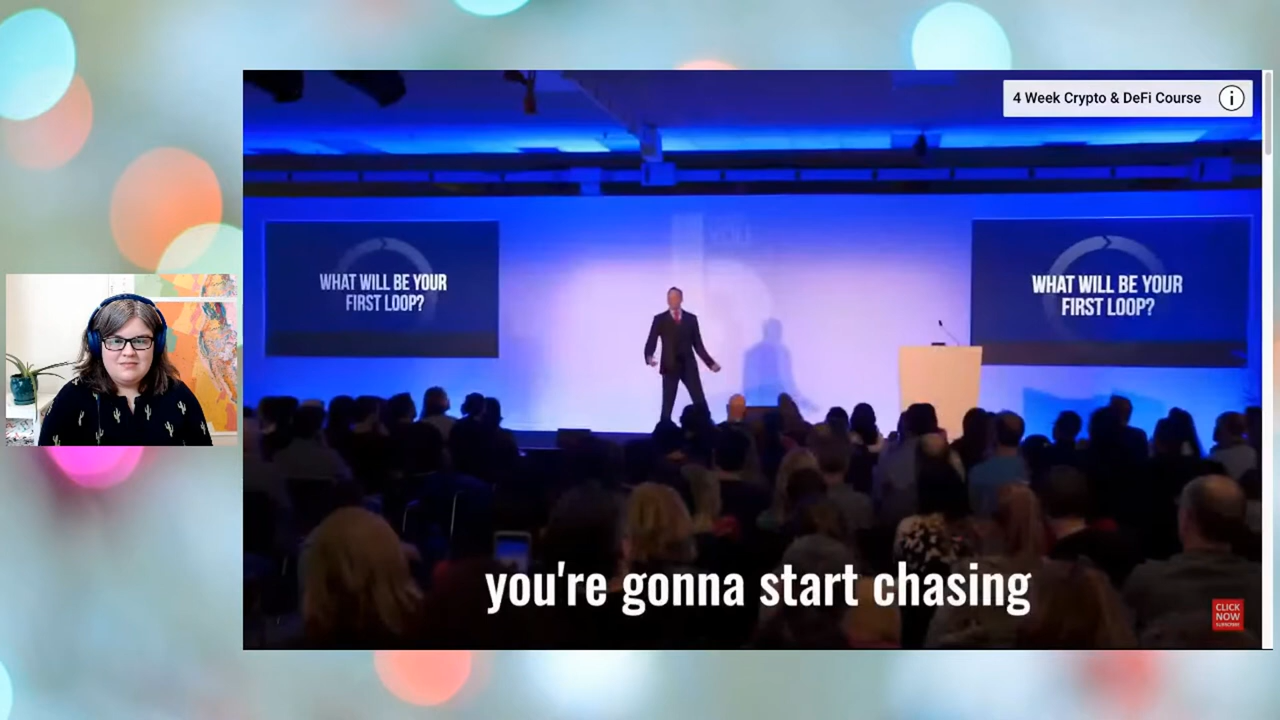 4 Week Crypto & DeFi Course
WHAT WILL BE YOUR
FIRST LOOP?
WHAT WILL BE YOUR
FIRST LOOP?
you're gonna start chasing
CLICK
NOW
SUBSCRIBE